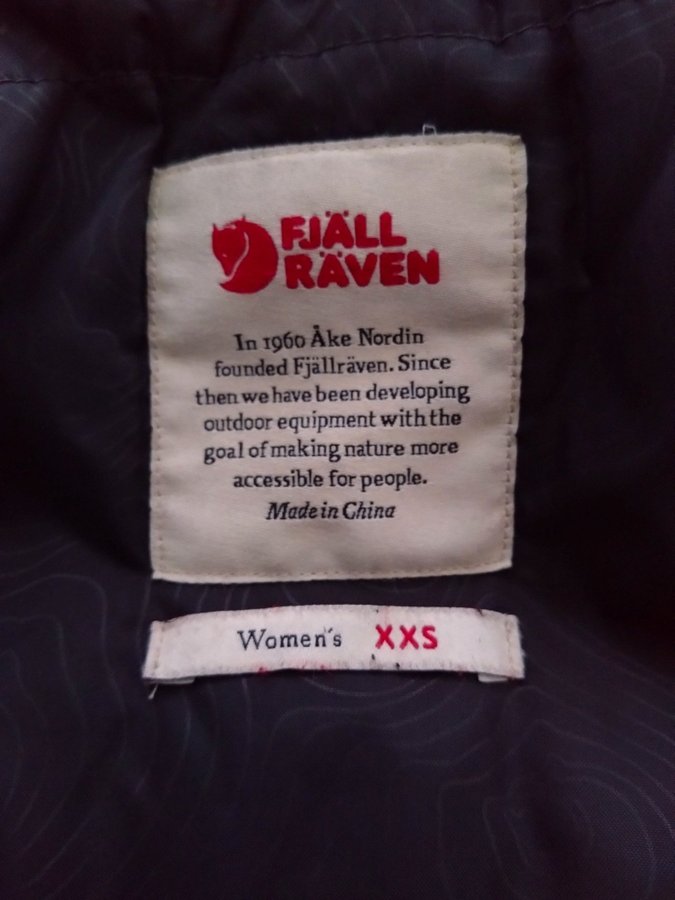 FJÄLL
RÄVEN
In 1960 Åke Nordin
founded Fjällräven. Since
then we have been developing
outdoor equipment with the
goal of making nature more
accessible for people.
Made in China
Women's XXS